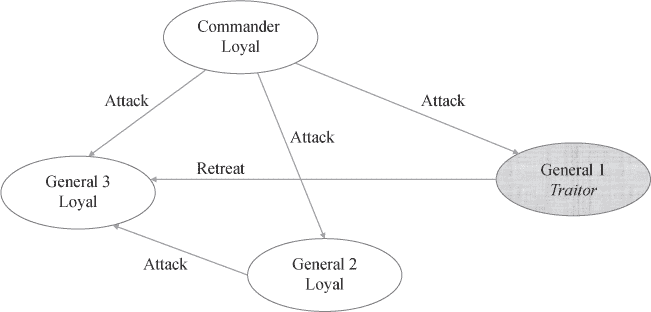 Commander
Loyal
Attack
Attack
Attack
General 1
Traitor
Retreat
General 3
Loyal
Attack
General 2
Loyal